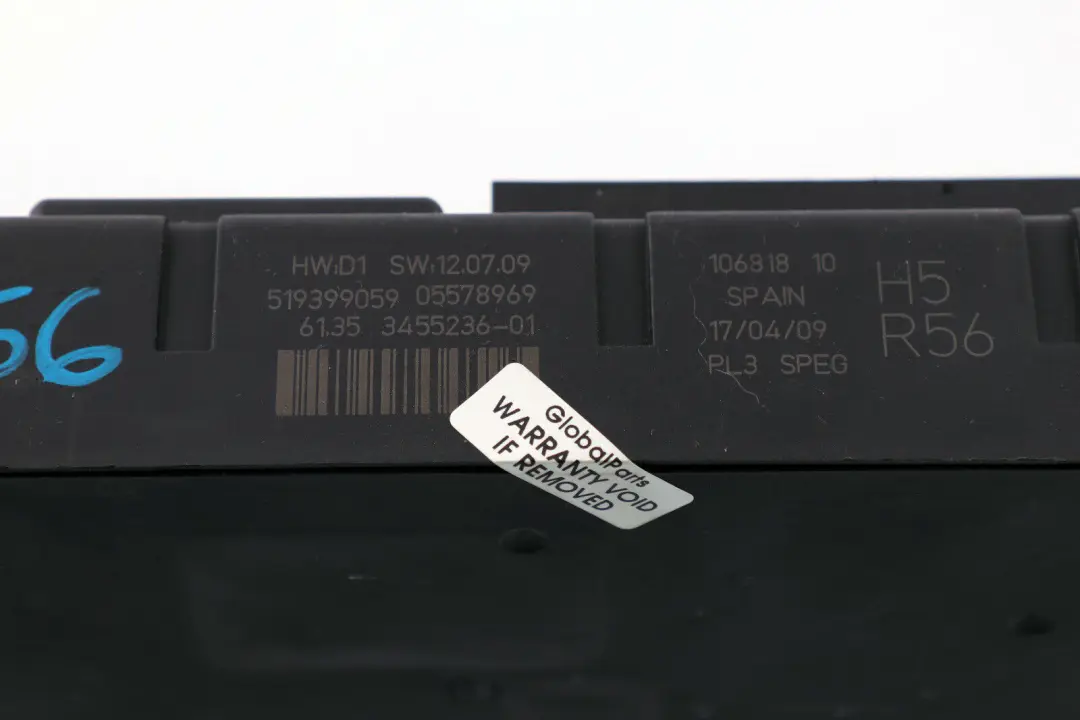 56
HW:D1 SW:12.07.09
519399059 05578969
61.35 3455236-01
106818 10
SPAIN
17/04/09
PL3 SPEG
H5
R56
GlobalParts
WARRANTY VOID
IF REMOVED